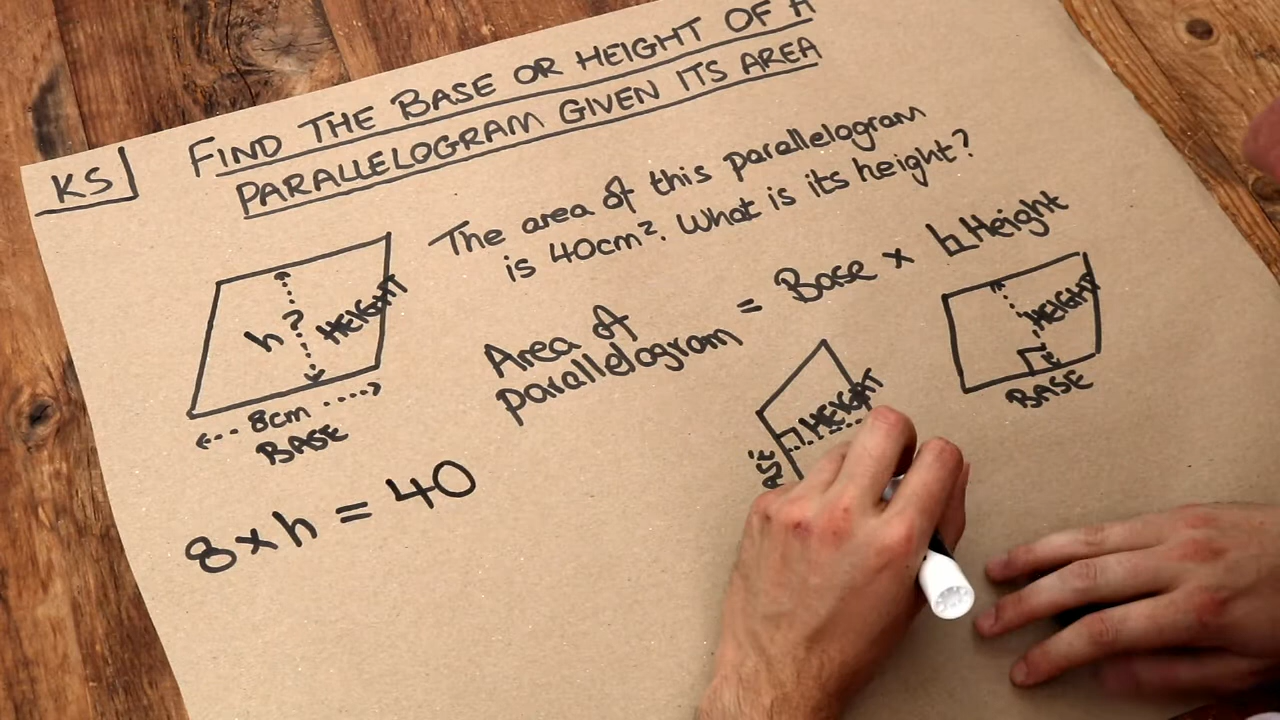 KS
FIND THE BASE OR HEIGHT OF A
PARALLELOGRAM GIVEN ITS AREA
The area of this parallelogram
is 40cm². What is its height?
h? HEIGHT
8cm
BASE
Area of
parallelogram = Base × h Height
HEIGHT
BASE
HEIGHT
8 × h = 40